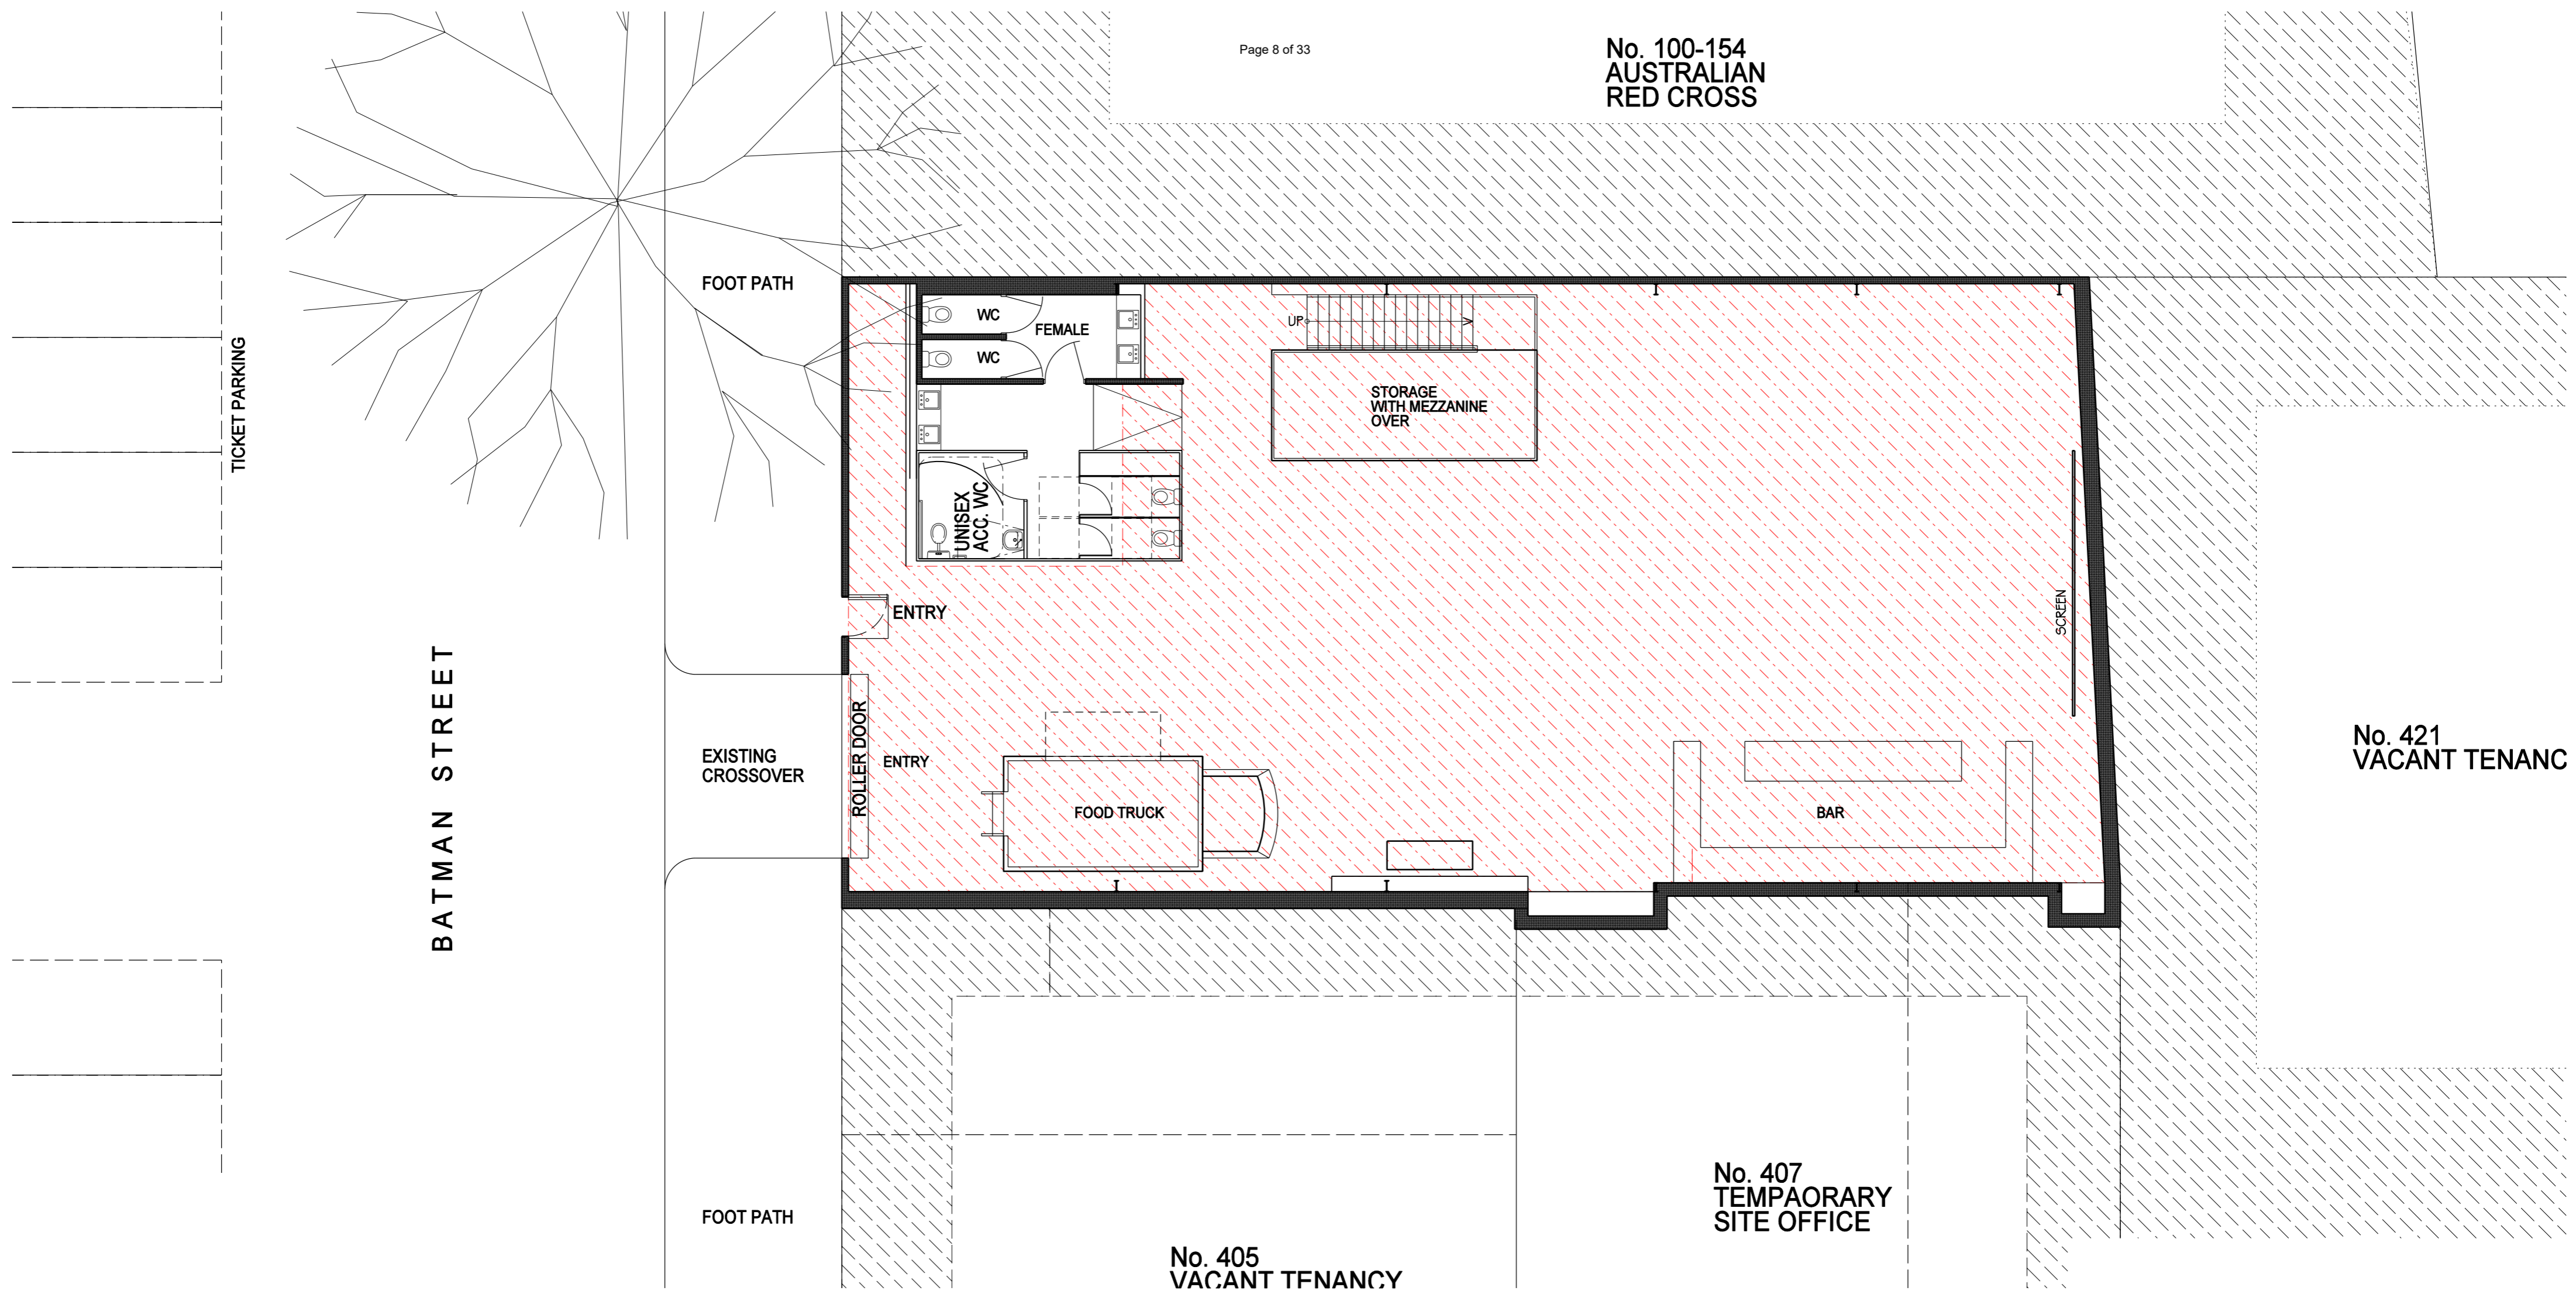 Page 8 of 33
No. 100-154
AUSTRALIAN
RED CROSS
FOOT PATH
TICKET PARKING
WC
FEMALE
WC
UP
STORAGE
WITH MEZZANINE
OVER
UNISEX
ACC. WC
ENTRY
SCREEN
BATMAN STREET
EXISTING
CROSSOVER
ROLLER DOOR
ENTRY
FOOD TRUCK
BAR
No. 421
VACANT TENANC
No. 407
TEMPAORARY
SITE OFFICE
FOOT PATH
No. 405
VACANT TENANCY